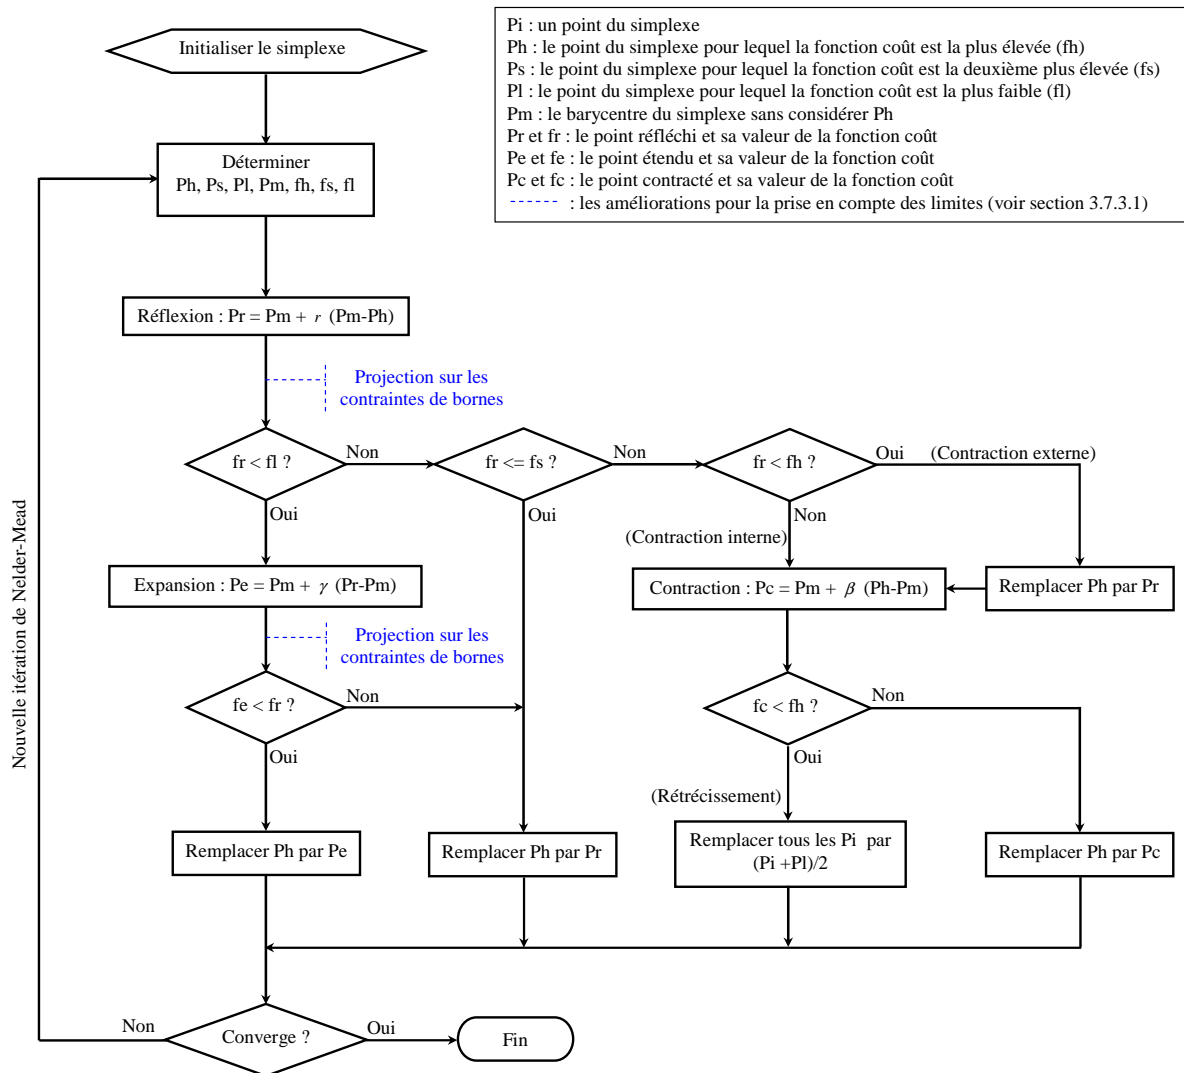 Initialiser le simplexe
Pi : un point du simplexe
Ph : le point du simplexe pour lequel la fonction coût est la plus élevée (fh)
Ps : le point du simplexe pour lequel la fonction coût est la deuxième plus élevée (fs)
Pl : le point du simplexe pour lequel la fonction coût est la plus faible (fl)
Pm : le barycentre du simplexe sans considérer Ph
Pr et fr : le point réfléchi et sa valeur de la fonction coût
Pe et fe : le point étendu et sa valeur de la fonction coût
Pc et fc : le point contracté et sa valeur de la fonction coût
: les améliorations pour la prise en compte des limites (voir section 3.7.3.1)
Déterminer
Ph, Ps, Pl, Pm, fh, fs, fl
Réflexion : Pr = Pm + r (Pm-Ph)
Projection sur les
contraintes de bornes
fr < fl ?
Non
fr <= fs ?
Non
fr < fh ?
Oui
(Contraction externe)
Oui
Oui
Non
(Contraction interne)
Expansion : Pe = Pm + γ (Pr-Pm)
Contraction : Pc = Pm + β (Ph-Pm)
Remplacer Ph par Pr
Projection sur les
contraintes de bornes
fe < fr ?
Non
fc < fh ?
Non
Oui
Oui
(Rétrécissement)
Remplacer Ph par Pe
Remplacer Ph par Pr
Remplacer tous les Pi par
(Pi +Pl)/2
Remplacer Ph par Pc
Nouvelle itération de Nelder-Mead
Non
Converge ?
Oui
Fin